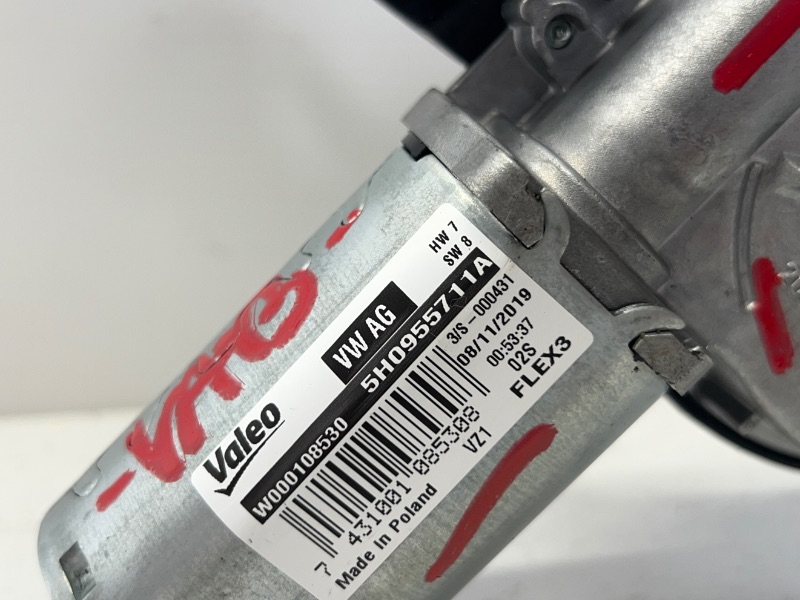 HW 7
SW 8
VW AG
5H0955711A
3/S-000431
08/11/2019
00:53:37
02S
FLEX3
Valeo
W000108530
7 431001 085308
VZ1
Made in Poland